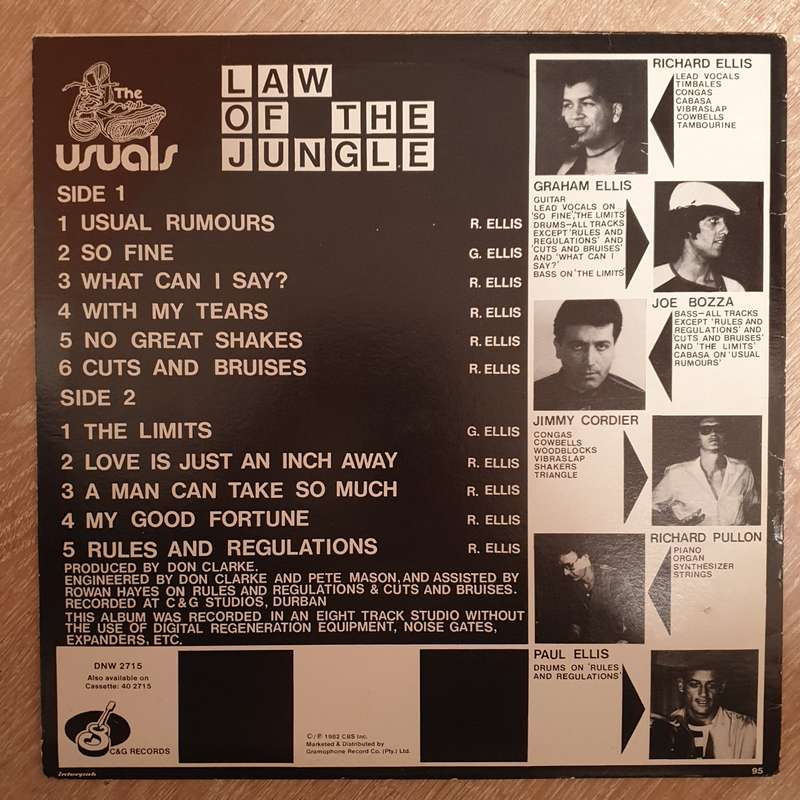 The
usuals
LAW
OF THE
JUNGLE
SIDE 1
1 USUAL RUMOURS R. ELLIS
2 SO FINE G. ELLIS
3 WHAT CAN I SAY? R. ELLIS
4 WITH MY TEARS R. ELLIS
5 NO GREAT SHAKES R. ELLIS
6 CUTS AND BRUISES R. ELLIS
SIDE 2
1 THE LIMITS G. ELLIS
2 LOVE IS JUST AN INCH AWAY R. ELLIS
3 A MAN CAN TAKE SO MUCH R. ELLIS
4 MY GOOD FORTUNE R. ELLIS
5 RULES AND REGULATIONS R. ELLIS
PRODUCED BY DON CLARKE.
ENGINEERED BY DON CLARKE AND PETE MASON, AND ASSISTED BY
ROWAN HAYES ON RULES AND REGULATIONS & CUTS AND BRUISES.
RECORDED AT C&G STUDIOS, DURBAN
THIS ALBUM WAS RECORDED IN AN EIGHT TRACK STUDIO WITHOUT
THE USE OF DIGITAL REGENERATION EQUIPMENT, NOISE GATES,
EXPANDERS, ETC.
RICHARD ELLIS
LEAD VOCALS
TIMBALES
CONGAS
CABASA
VIBRASLAP
COWBELLS
TAMBOURINE
GRAHAM ELLIS
GUITAR
LEAD VOCALS ON
'SO FINE','THE LIMITS'
DRUMS—ALL TRACKS
EXCEPT 'RULES AND
REGULATIONS' AND
'CUTS AND BRUISES'
AND 'WHAT CAN I
SAY?'
BASS ON 'THE LIMITS'
JOE BOZZA
BASS—ALL TRACKS
EXCEPT 'RULES AND
REGULATIONS' AND
'CUTS AND BRUISES'
AND 'THE LIMITS'
CABASA ON 'USUAL
RUMOURS'
JIMMY CORDIER
CONGAS
COWBELLS
WOODBLOCKS
VIBRASLAP
SHAKERS
TRIANGLE
RICHARD PULLON
PIANO
ORGAN
SYNTHESIZER
STRINGS
PAUL ELLIS
DRUMS ON 'RULES
AND REGULATIONS'
DNW 2715
Also available on
Cassette: 40 2715
C&G RECORDS
©/℗ 1982 CBS Inc.
Marketed & Distributed by
Gramophone Record Co. (Pty.) Ltd.
Interpak
95